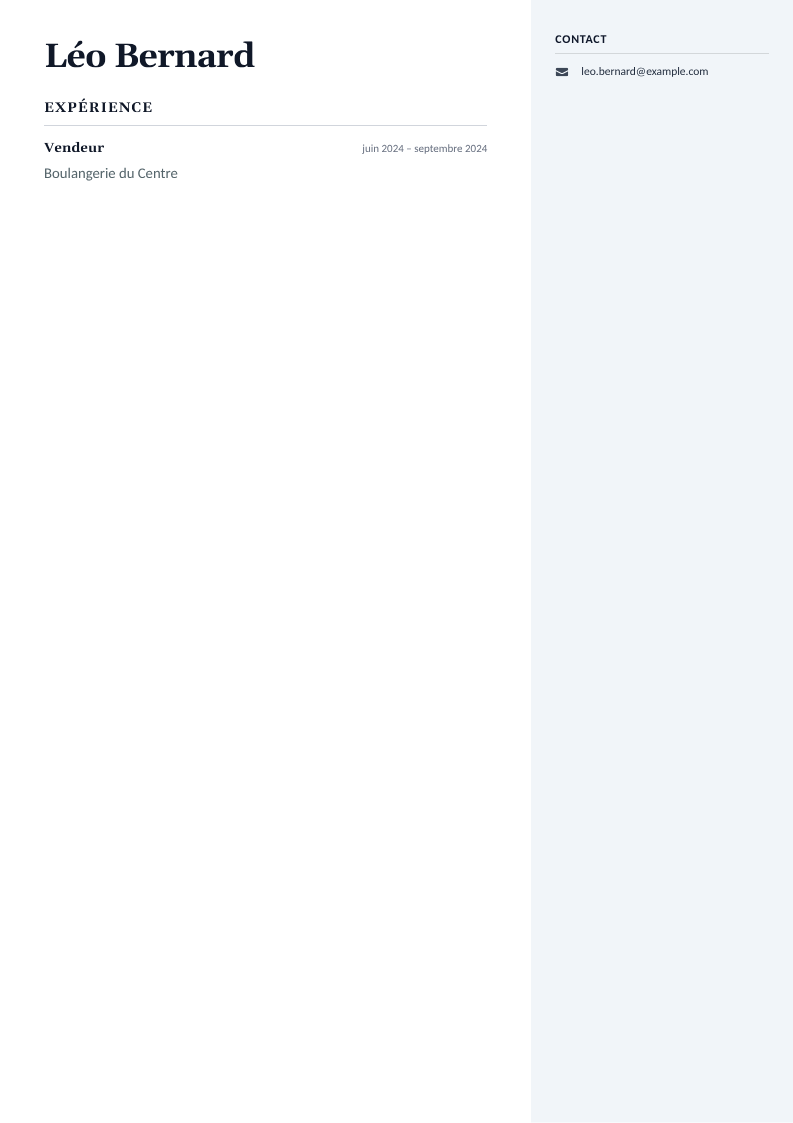 Léo Bernard
EXPÉRIENCE
Vendeur juin 2024 – septembre 2024
Boulangerie du Centre
CONTACT
leo.bernard@example.com